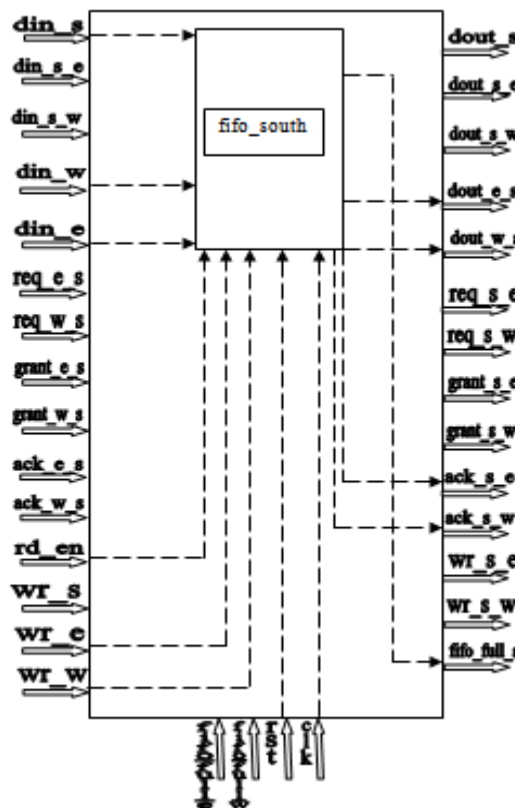 din_s
din_s_e
din_s_w
din_w
din_e
req_e_s
req_w_s
grant_e_s
grant_w_s
ack_e_s
ack_w_s
rd_en
wr_s
wr_e
wr_w
fifo_south
dout_s
dout_s_e
dout_s_w
dout_e_s
dout_w_s
req_s_e
req_s_w
grant_s_e
grant_s_w
ack_s_e
ack_s_w
wr_s_e
wr_s_w
fifo_full_s
rst
clk